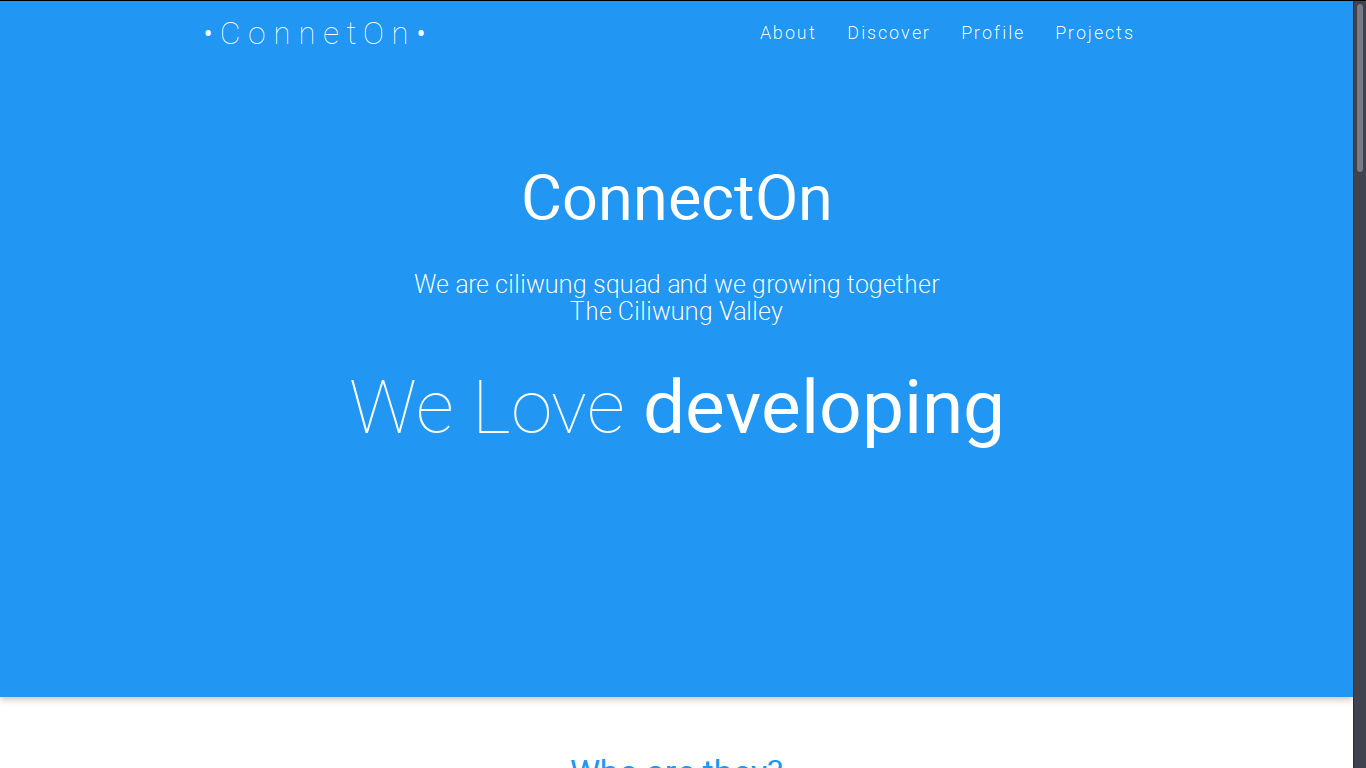 •ConnetOn•
About Discover Profile Projects
ConnectOn
We are ciliwung squad and we growing together
The Ciliwung Valley
We Love developing
Who are they?